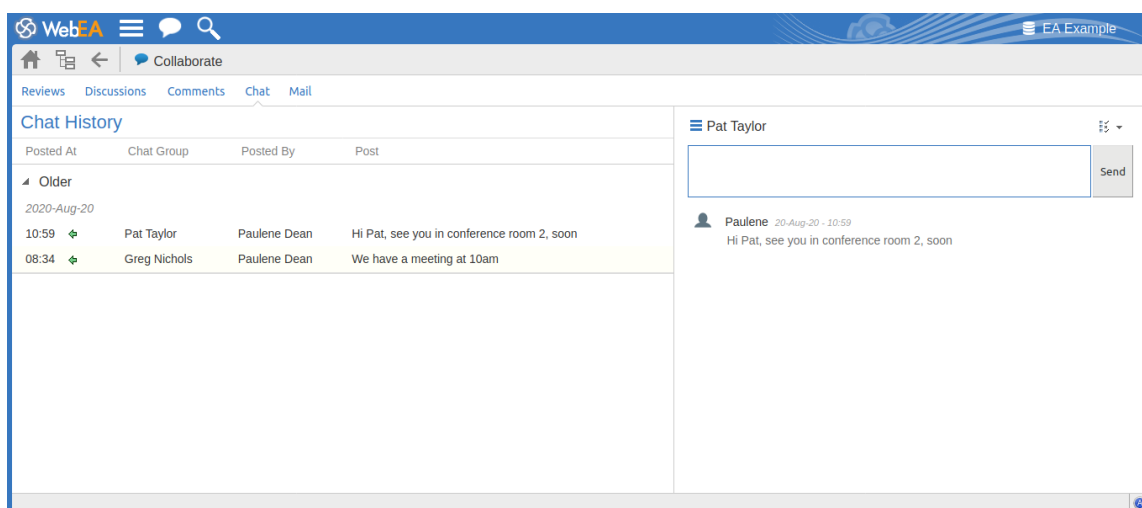 WebEA
EA Example
Collaborate
Reviews Discussions Comments Chat Mail
Chat History
Posted At Chat Group Posted By Post
Older
2020-Aug-20
10:59 Pat Taylor Paulene Dean Hi Pat, see you in conference room 2, soon
08:34 Greg Nichols Paulene Dean We have a meeting at 10am
Pat Taylor
Send
Paulene 20-Aug-20 - 10:59
Hi Pat, see you in conference room 2, soon